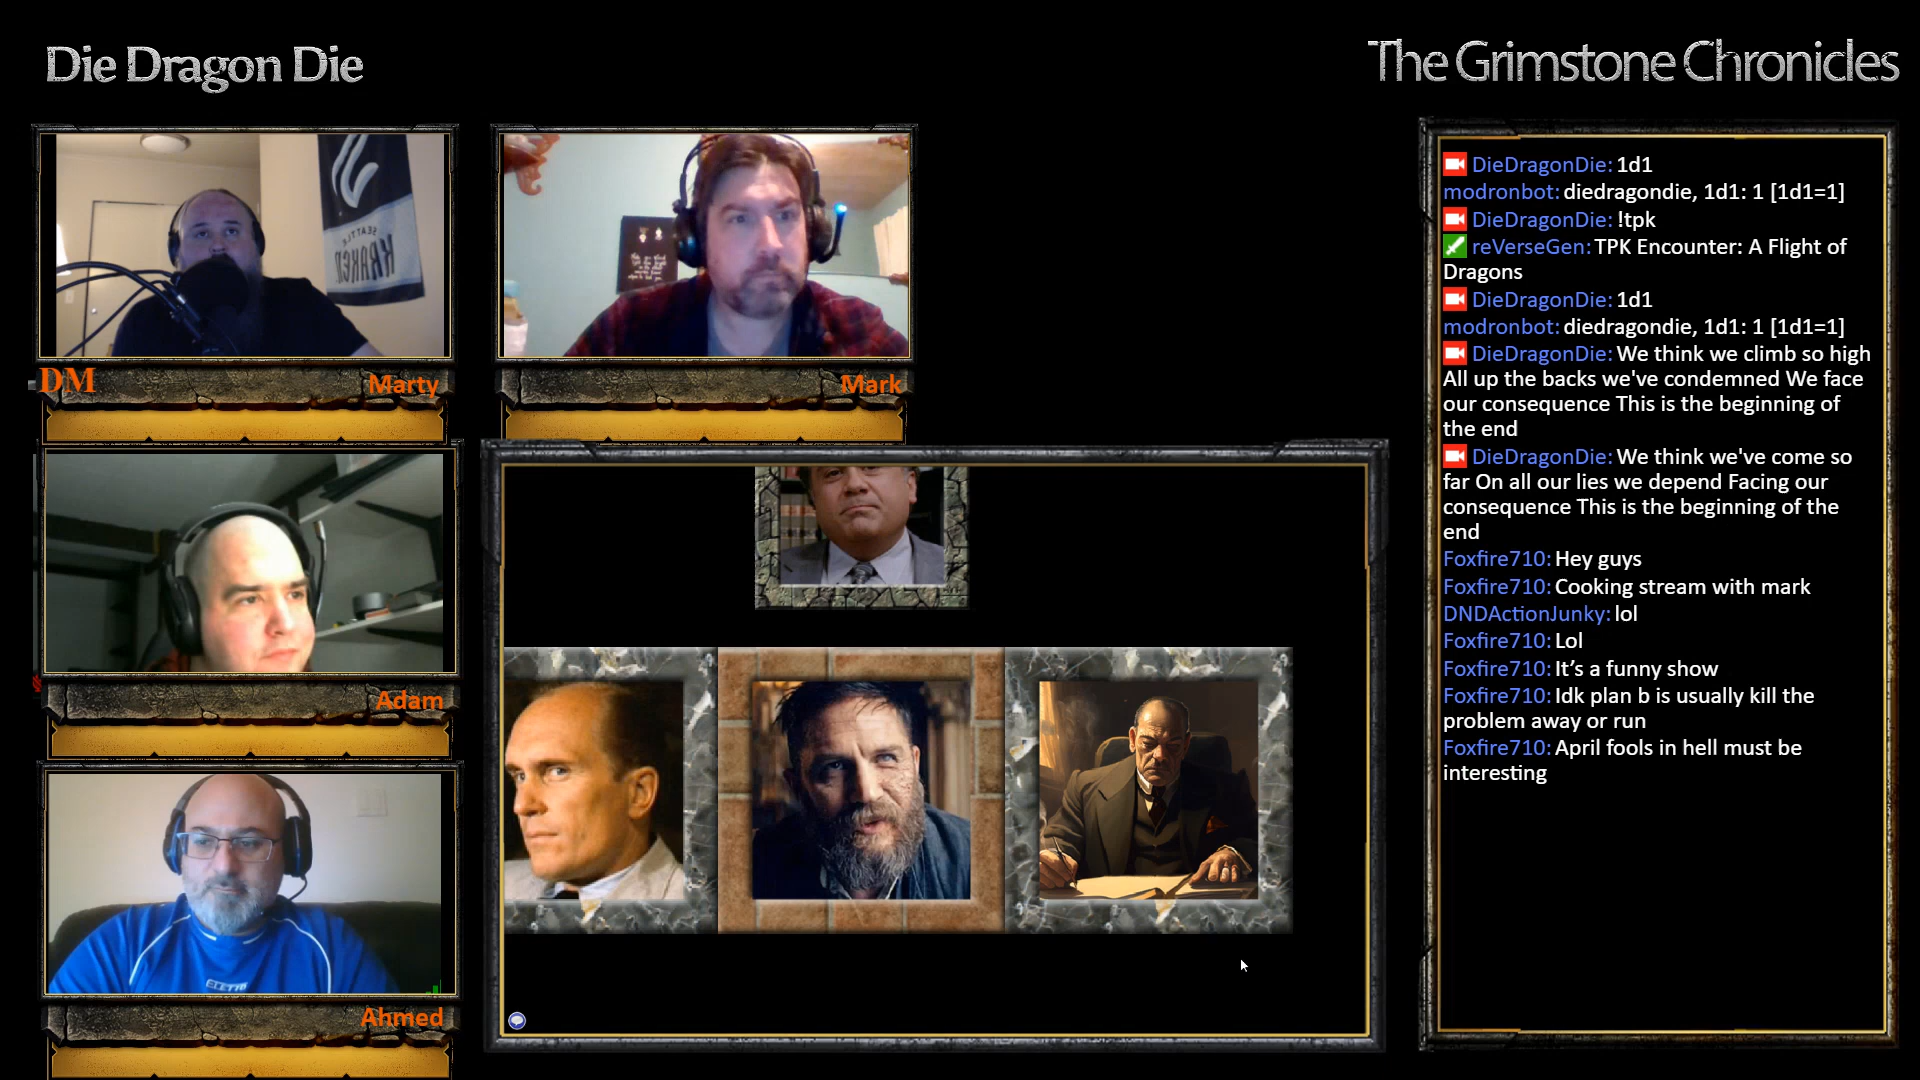 Die Dragon Die
The Grimstone Chronicles
SEATTLE
KRAKEN
DM
Marty
Mark
Adam
Ahmed
DieDragonDie: 1d1
modronbot: diedragondie, 1d1: 1 [1d1=1]
DieDragonDie: !tpk
reVerseGen: TPK Encounter: A Flight of
Dragons
DieDragonDie: 1d1
modronbot: diedragondie, 1d1: 1 [1d1=1]
DieDragonDie: We think we climb so high
All up the backs we've condemned We face
our consequence This is the beginning of
the end
DieDragonDie: We think we've come so
far On all our lies we depend Facing our
consequence This is the beginning of the
end
Foxfire710: Hey guys
Foxfire710: Cooking stream with mark
DNDActionJunky: lol
Foxfire710: Lol
Foxfire710: It’s a funny show
Foxfire710: Idk plan b is usually kill the
problem away or run
Foxfire710: April fools in hell must be
interesting